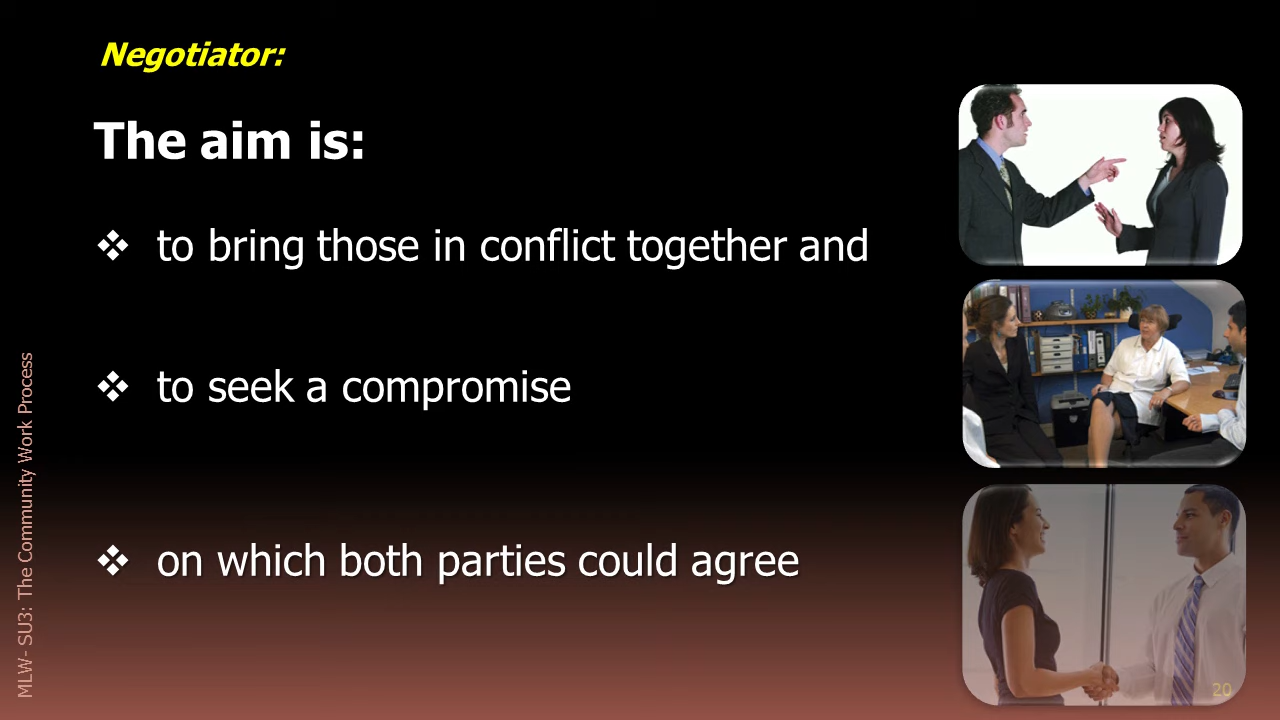 Negotiator:
The aim is:
❖ to bring those in conflict together and
❖ to seek a compromise
❖ on which both parties could agree
MLW- SU3: The Community Work Process
20